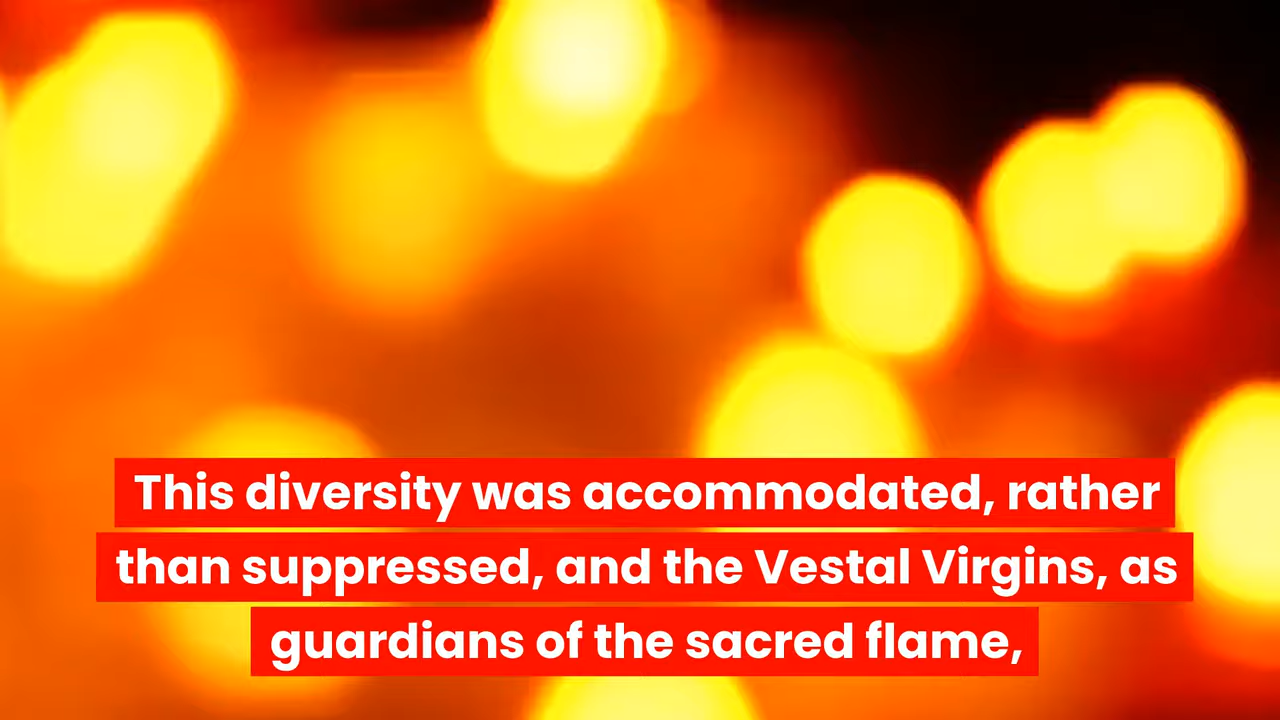 This diversity was accommodated, rather
than suppressed, and the Vestal Virgins, as
guardians of the sacred flame,